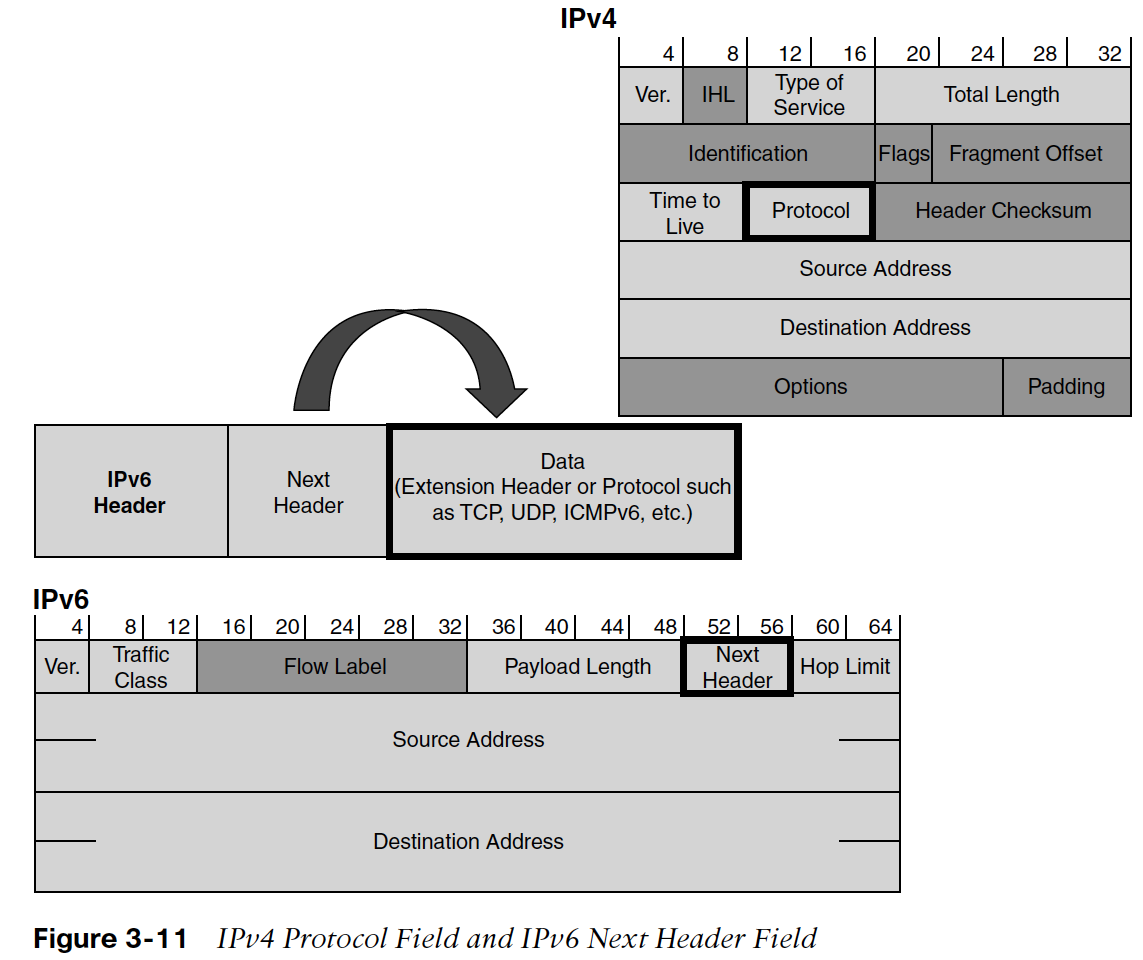 IPv4
4 8 12 16 20 24 28 32
Ver. IHL Type of Service Total Length
Identification Flags Fragment Offset
Time to Live Protocol Header Checksum
Source Address
Destination Address
Options Padding
IPv6 Header
Next Header
Data
(Extension Header or Protocol such
as TCP, UDP, ICMPv6, etc.)
IPv6
4 8 12 16 20 24 28 32 36 40 44 48 52 56 60 64
Ver. Traffic Class Flow Label Payload Length Next Header Hop Limit
Source Address
Destination Address
Figure 3-11 IPv4 Protocol Field and IPv6 Next Header Field